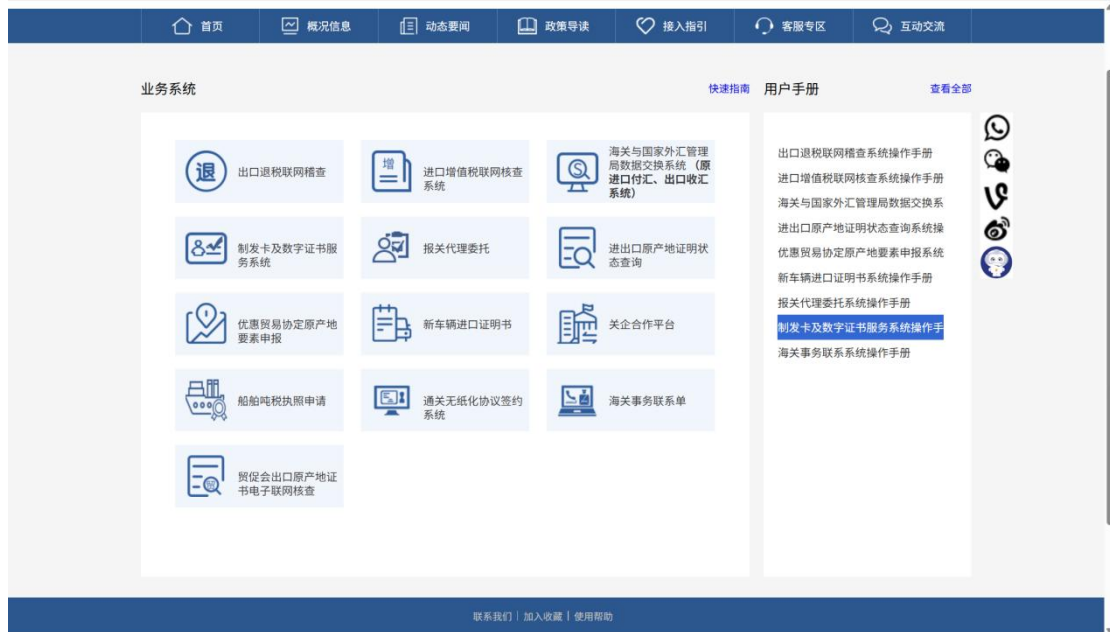 首页 概况信息 动态要闻 政策导读 接入指引 客服专区 互动交流
业务系统 快速指南
退 出口退税联网稽查
增 进口增值税联网核查
系统
海关与国家外汇管理
局数据交换系统（原
进口付汇、出口收汇
系统）
制发卡及数字证书服
务系统
报关代理委托
进出口原产地证明状
态查询
优惠贸易协定原产地
要素申报
新车辆进口证明书
关企合作平台
船舶吨税执照申请
通关无纸化协议签约
系统
海关事务联系单
贸促会出口原产地证
书电子联网核查
用户手册 查看全部
出口退税联网稽查系统操作手册
进口增值税联网核查系统操作手册
海关与国家外汇管理局数据交换系
进出口原产地证明状态查询系统操
优惠贸易协定原产地要素申报系统
新车辆进口证明书系统操作手册
报关代理委托系统操作手册
制发卡及数字证书服务系统操作手
海关事务联系系统操作手册
联系我们 | 加入收藏 | 使用帮助